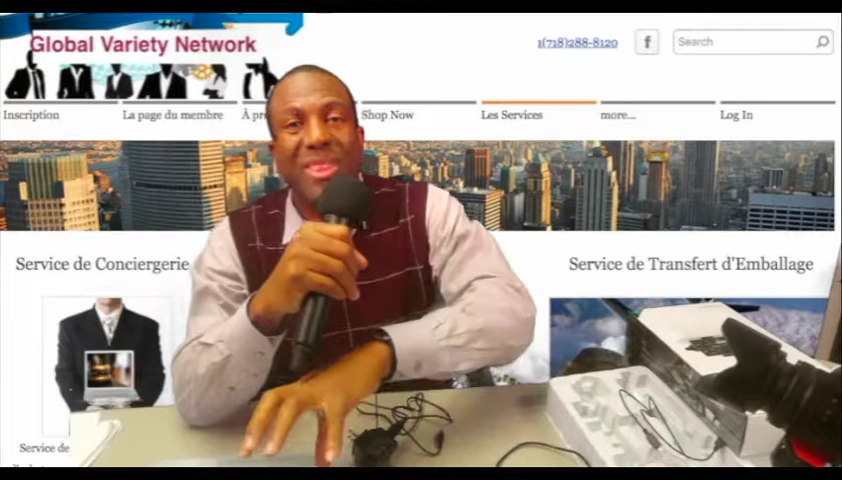 Global Variety Network
1(718)288-8120
f
Search
Inscription
La page du membre
À
Shop Now
Les Services
more...
Log In
Service de Conciergerie
Service de Transfert d'Emballage
Service de